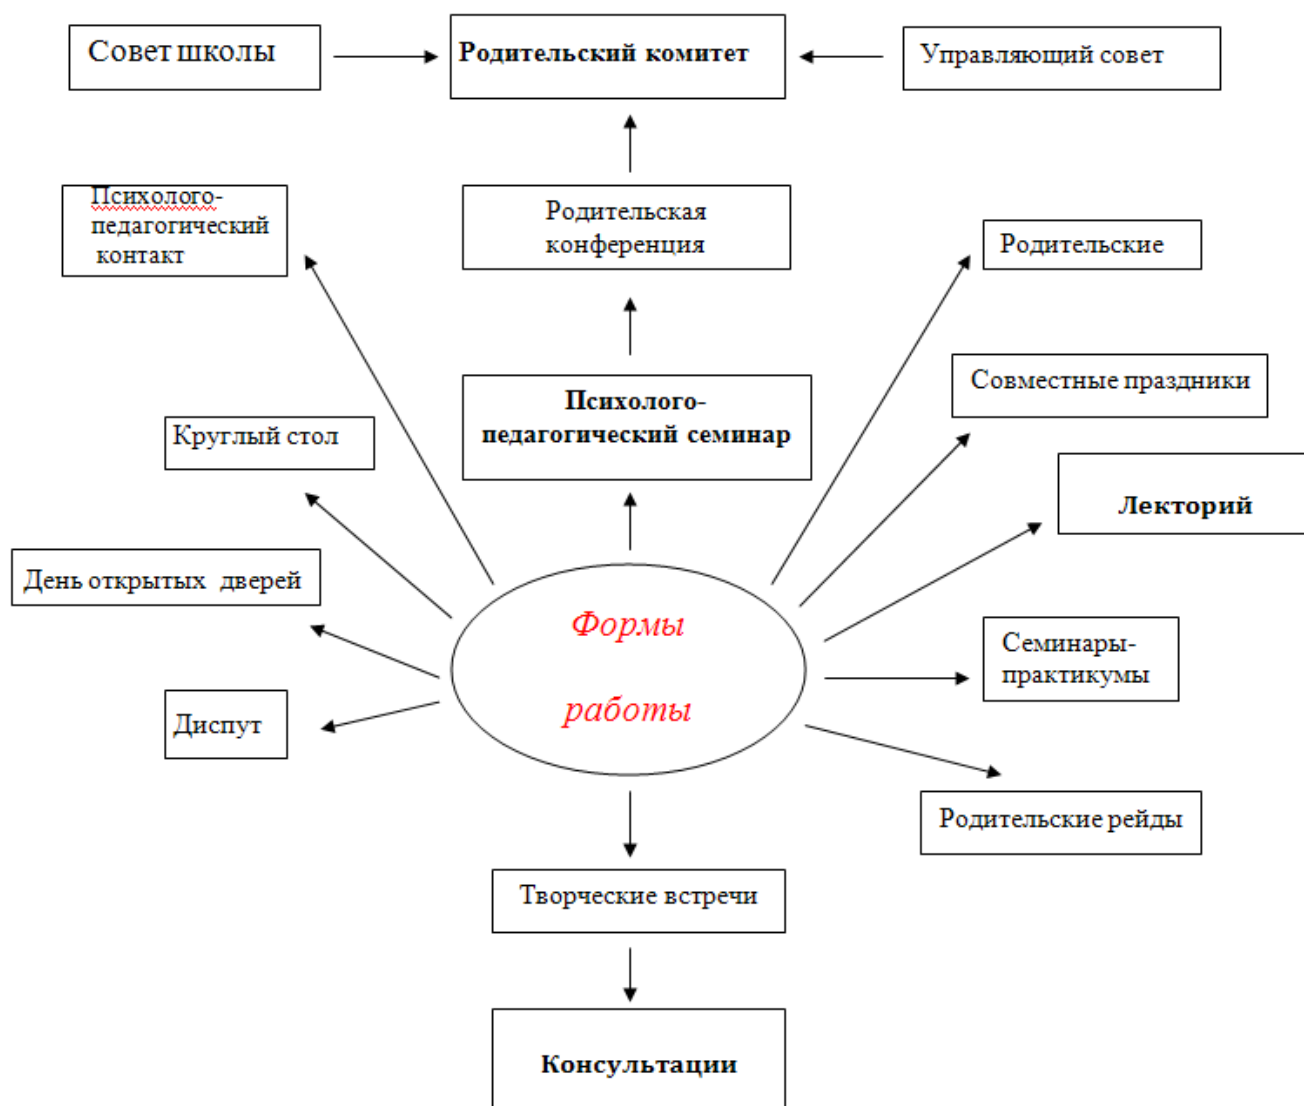 Совет школы
Родительский комитет
Управляющий совет
Психолого-
педагогический
контакт
Родительская
конференция
Родительские
Психолого-
педагогический семинар
Совместные праздники
Круглый стол
Лекторий
День открытых дверей
Формы
работы
Семинары-
практикумы
Диспут
Родительские рейды
Творческие встречи
Консультации